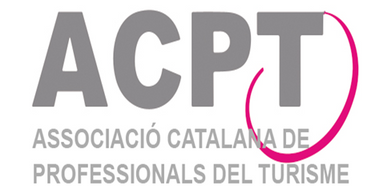 ACPT
ASSOCIACIÓ CATALANA DE
PROFESSIONALS DEL TURISME